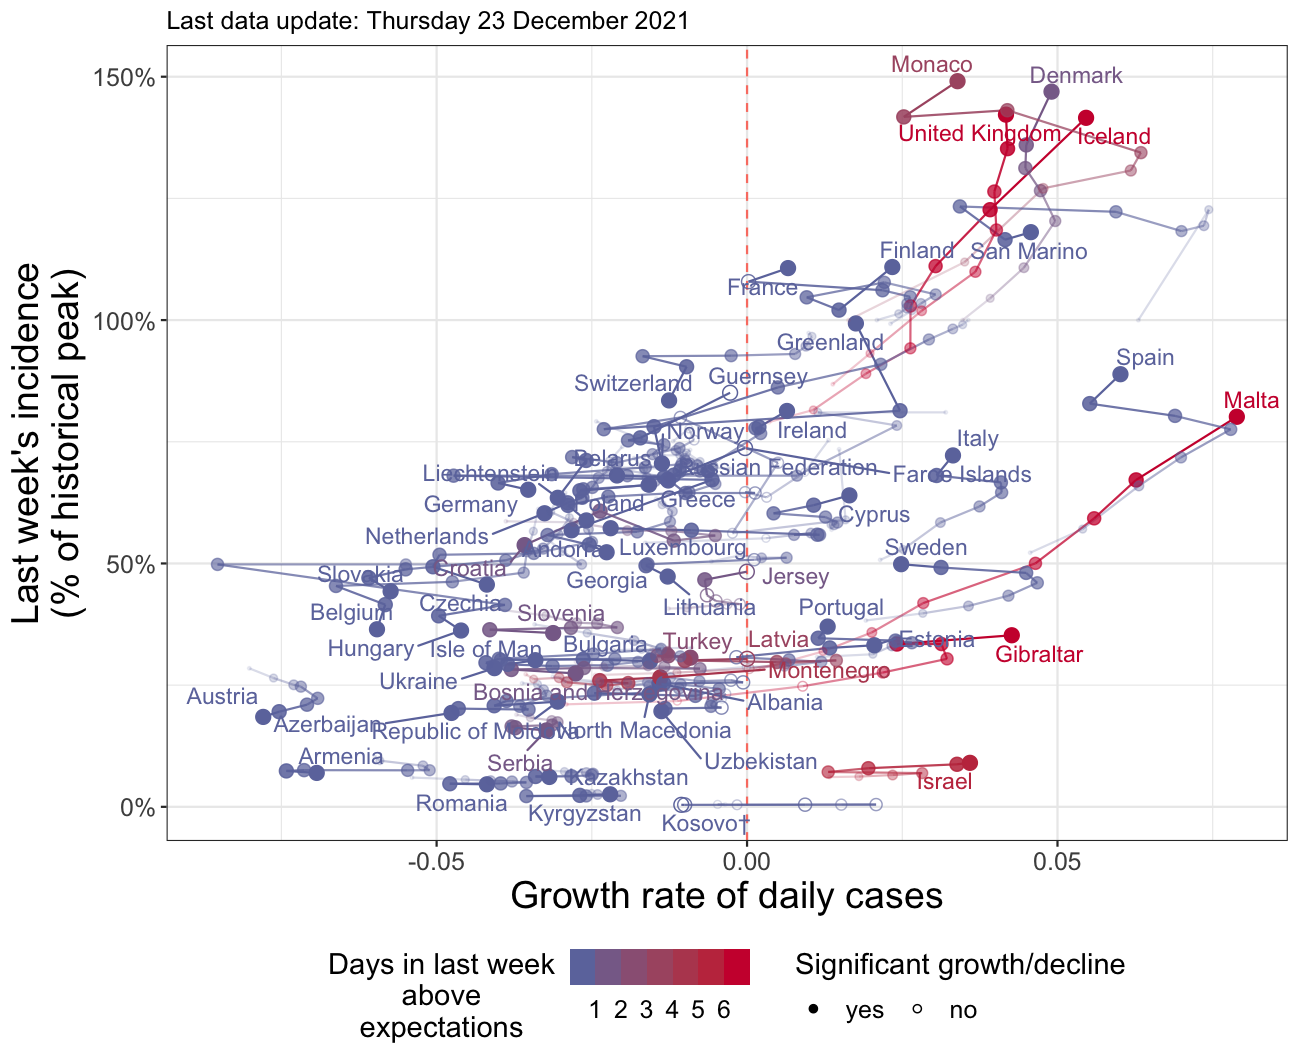 Last data update: Thursday 23 December 2021
Last week's incidence
(% of historical peak)
150%
100%
50%
0%
Monaco
Denmark
United Kingdom
Iceland
Finland
San Marino
France
Greenland
Spain
Switzerland
Guernsey
Malta
Norway
Ireland
Italy
Belarus
Liechtenstein
ssian Federation
Faroe Islands
Germany
oland
Greece
Cyprus
Netherlands
Andorra
Luxembourg
Sweden
Slovakia
Croatia
Georgia
Jersey
Belgium
Czechia
Slovenia
Lithuania
Portugal
Hungary
Isle of Man
Bulgaria
Turkey
Latvia
Estonia
Gibraltar
Ukraine
Montenegro
Austria
Bosnia and Herzegovina
Albania
Azerbaijan
Republic of Moldova
North Macedonia
Armenia
Serbia
Uzbekistan
Kazakhstan
Israel
Romania
Kyrgyzstan
Kosovo†
-0.05
0.00
0.05
Growth rate of daily cases
Days in last week
above
expectations
1 2 3 4 5 6
Significant growth/decline
yes
no